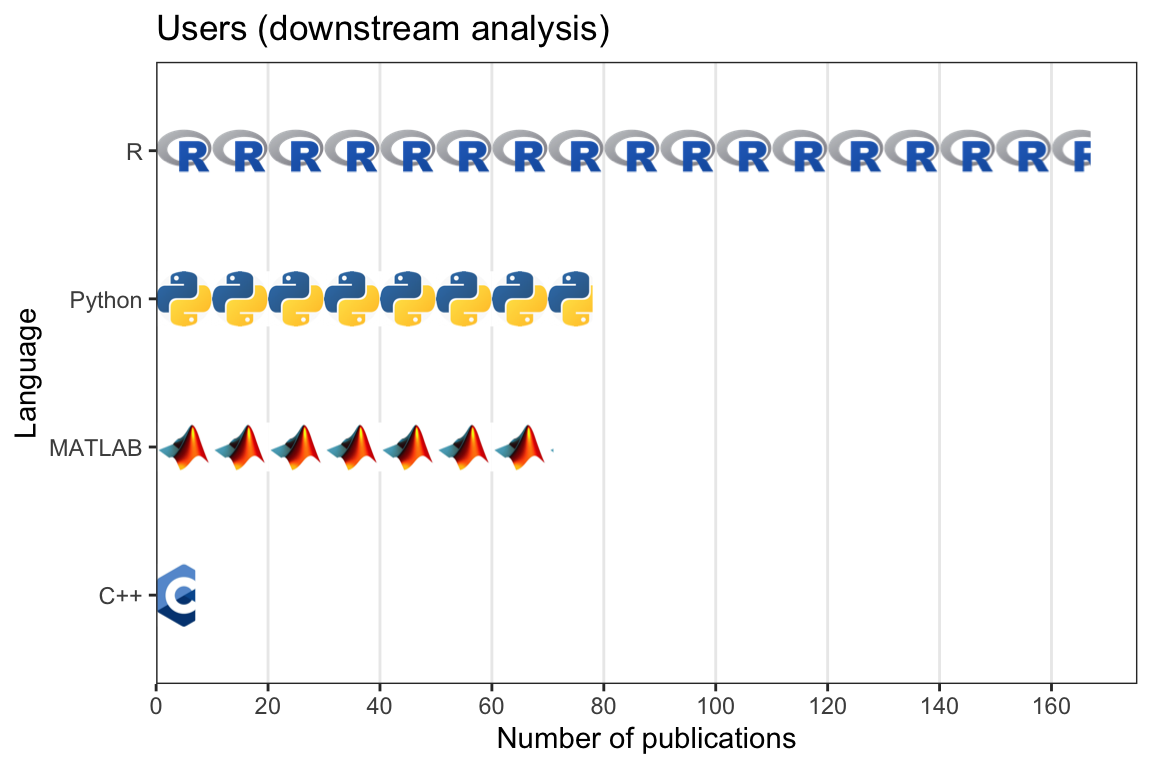 Users (downstream analysis)
Language
R
R R R R R R R R R R R R R R R R R
Python
MATLAB
C++
C
0 20 40 60 80 100 120 140 160
Number of publications